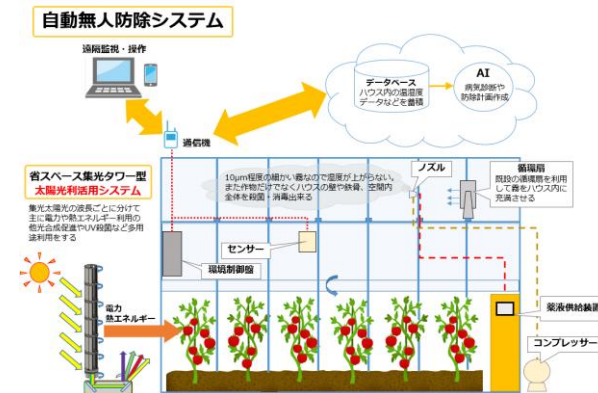 自動無人防除システム
遠隔監視・操作
データベース
ハウス内の温湿度
データなどを蓄積
AI
病気診断や
防除計画作成
通信機
省スペース集光タワー型
太陽光利活用システム
集光太陽光の波長ごとに分けて
主に電力や熱エネルギー利用の
他光合成促進やUV殺菌など多用
途利用をする
10μm程度の細かい霧なので湿度が上がらない。
また作物だけでなくハウスの壁や鉄骨、空間内
全体を殺菌・消毒出来る
ノズル
循環扇
既設の循環扇を利用
して霧をハウス内に
充満させる
センサー
環境制御盤
電力
熱エネルギー
薬液供給装置
コンプレッサー